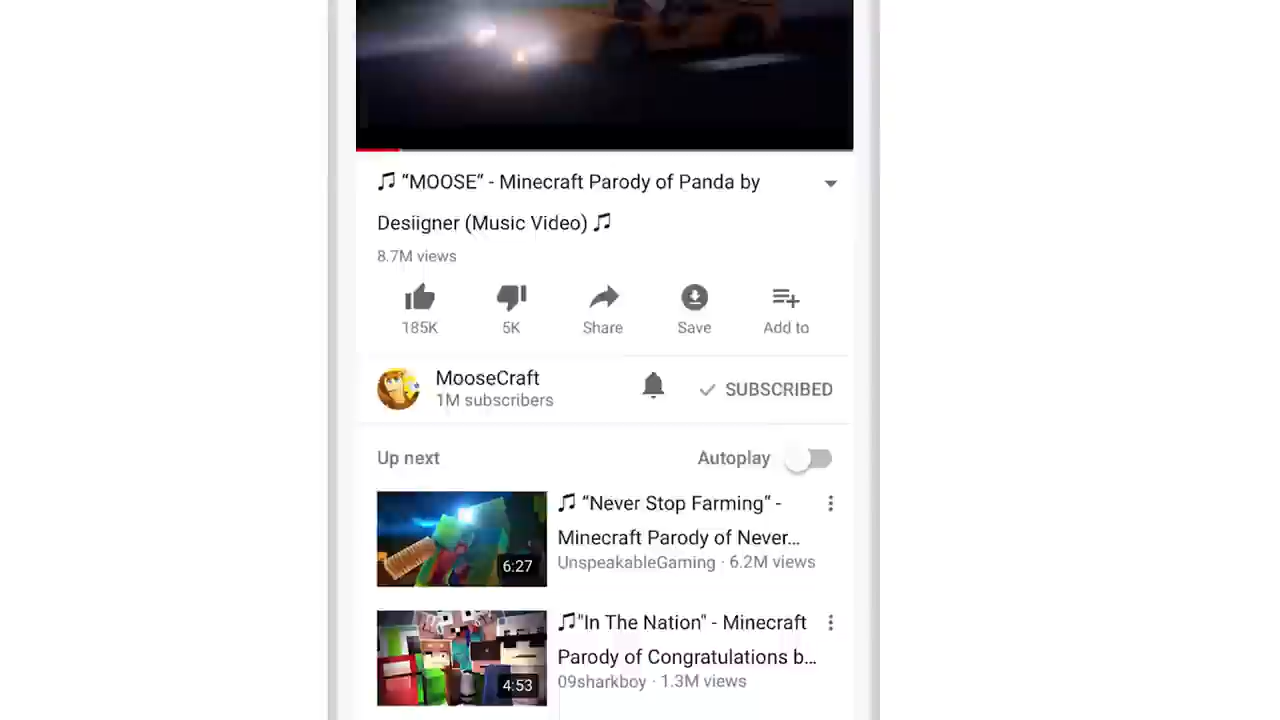 🎵 “MOOSE“ - Minecraft Parody of Panda by
Desiigner (Music Video) 🎵
8.7M views
185K 5K Share Save Add to
MooseCraft
1M subscribers
SUBSCRIBED
Up next Autoplay
🎵 “Never Stop Farming“ -
Minecraft Parody of Never...
UnspeakableGaming · 6.2M views
6:27
🎵"In The Nation" - Minecraft
Parody of Congratulations b...
09sharkboy · 1.3M views
4:53